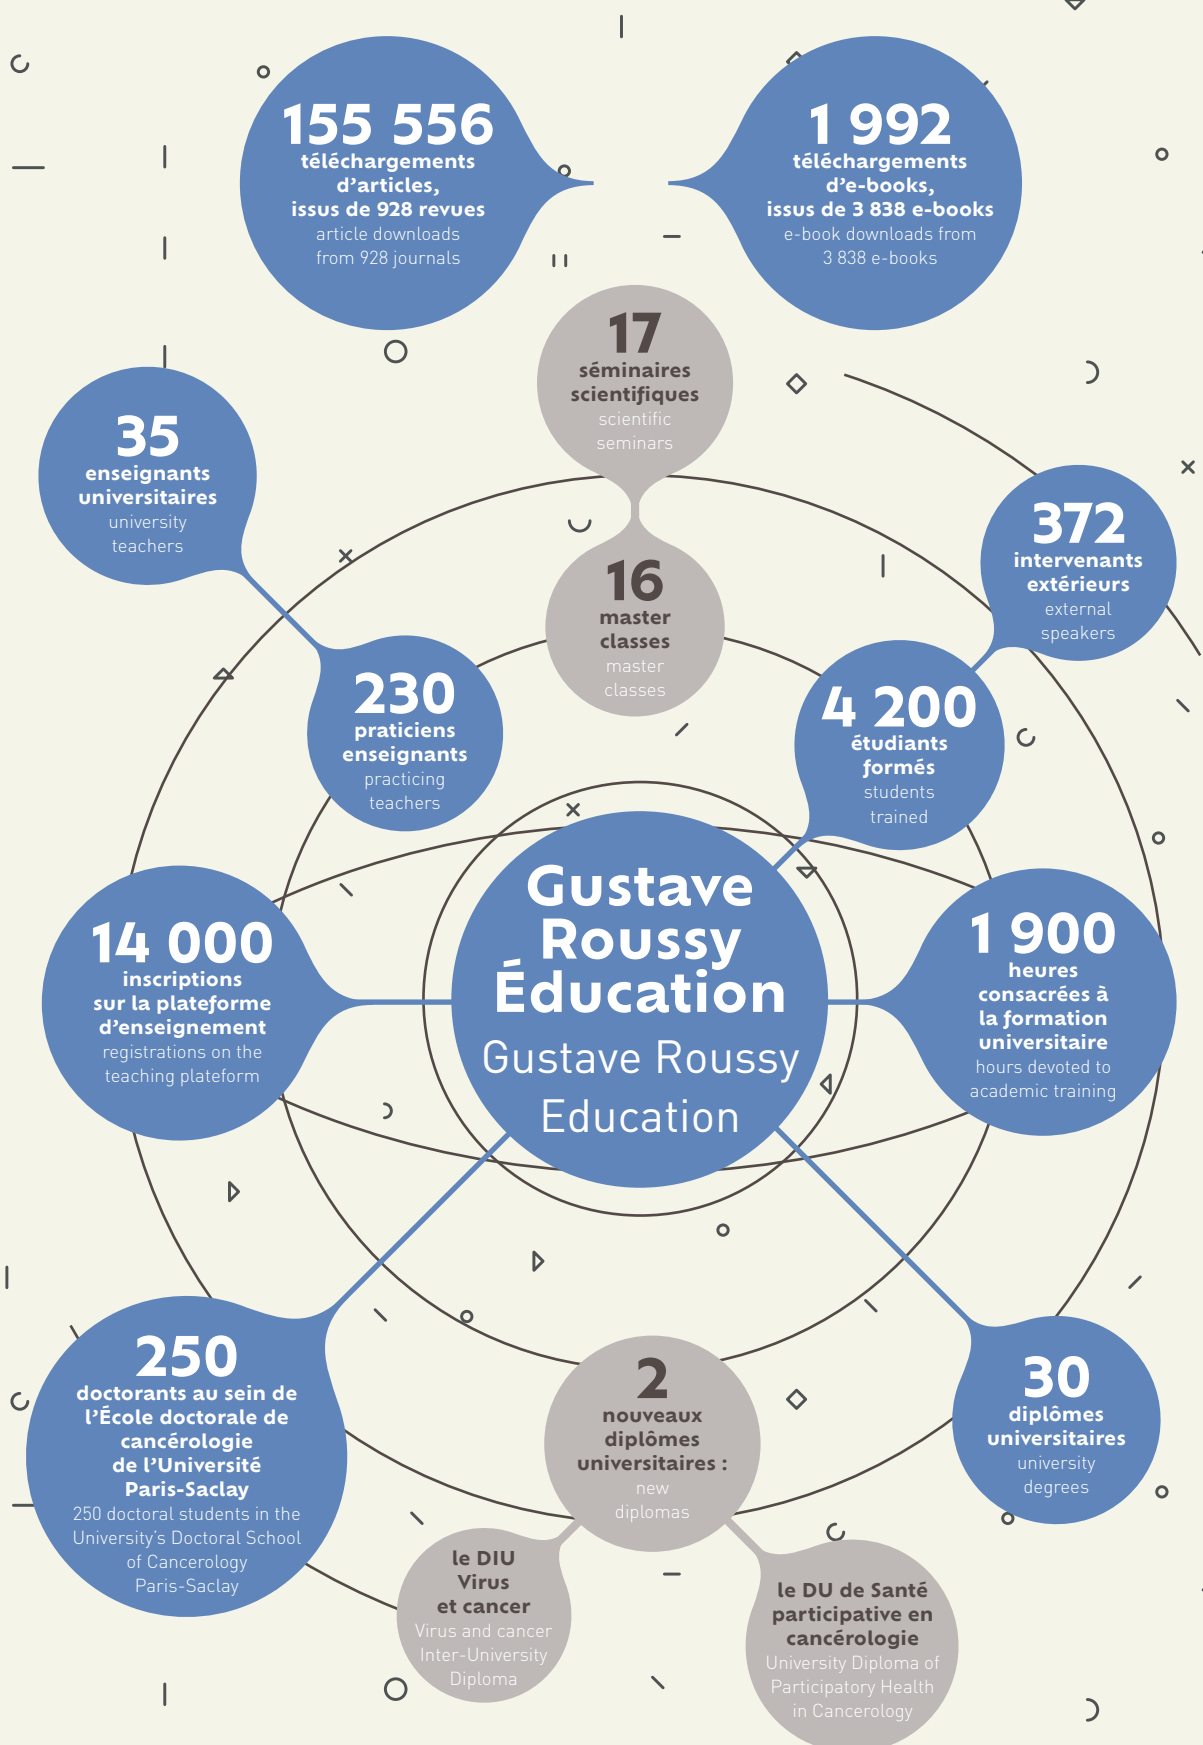 155 556
téléchargements
d’articles,
issus de 928 revues
article downloads
from 928 journals
1 992
téléchargements
d’e-books,
issus de 3 838 e-books
e-book downloads from
3 838 e-books
17
séminaires
scientifiques
scientific
seminars
35
enseignants
universitaires
university
teachers
372
intervenants
extérieurs
external
speakers
16
master
classes
master
classes
230
praticiens
enseignants
practicing
teachers
4 200
étudiants
formés
students
trained
14 000
inscriptions
sur la plateforme
d’enseignement
registrations on the
teaching plateform
Gustave
Roussy
Éducation
Gustave Roussy
Education
1 900
heures
consacrées à
la formation
universitaire
hours devoted to
academic training
250
doctorants au sein de
l’École doctorale de
cancérologie
de l’Université
Paris-Saclay
250 doctoral students in the
University’s Doctoral School
of Cancerology
Paris-Saclay
2
nouveaux
diplômes
universitaires :
new
diplomas
30
diplômes
universitaires
university
degrees
le DIU
Virus
et cancer
Virus and cancer
Inter-University
Diploma
le DU de Santé
participative en
cancérologie
University Diploma of
Participatory Health
in Cancerology